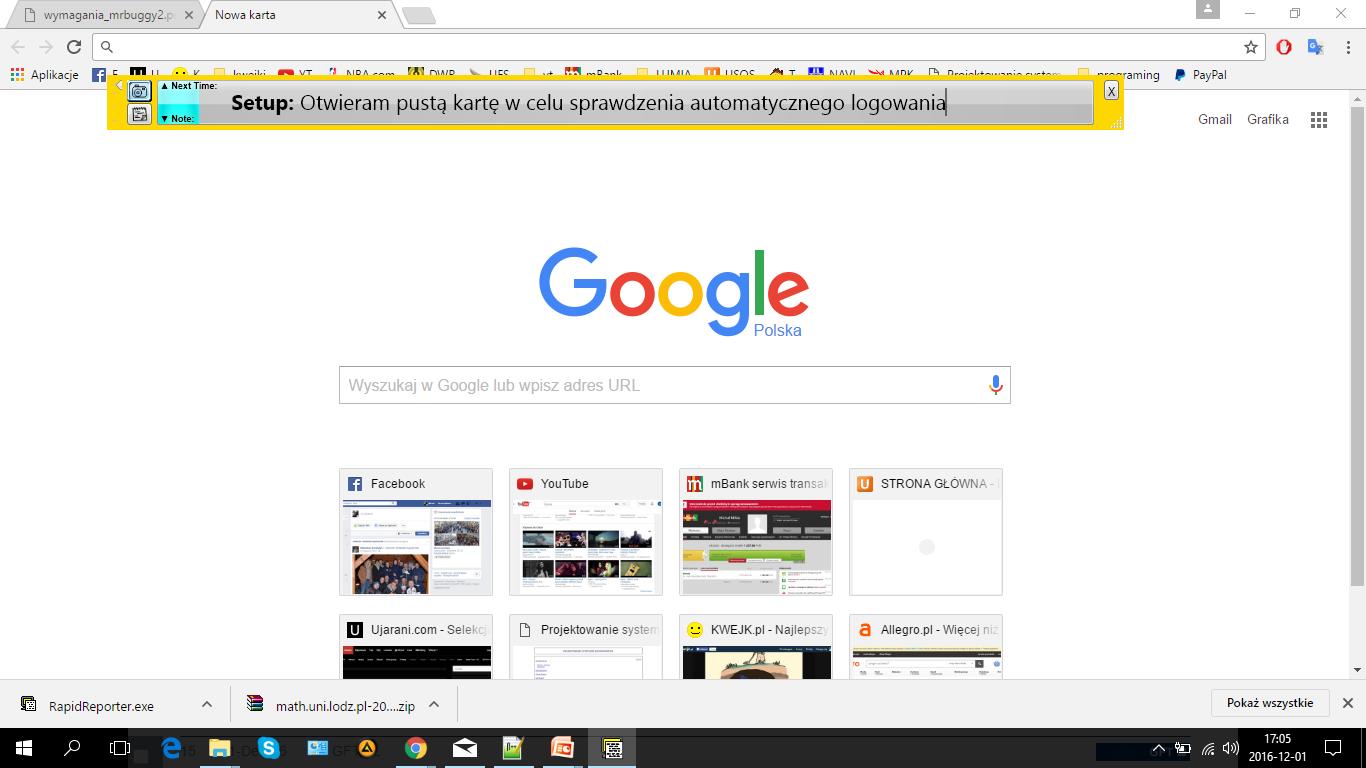 wymagania_mrbuggy2.p
Nowa karta
Aplikacje
YT
NBA.com
DWP
UFS
yt
mBank
LUMIA
USOS
T
NAVI
MPK
Projektowanie system
programing
PayPal
▲ Next Time:
Setup: Otwieram pustą kartę w celu sprawdzenia automatycznego logowania
▼ Note:
X
Gmail Grafika
Google
Polska
Wyszukaj w Google lub wpisz adres URL
Facebook
YouTube
mBank serwis transak
STRONA GŁÓWNA -
Ujarani.com - Selekcj
Projektowanie system
KWEJK.pl - Najlepszy
Allegro.pl - Więcej niż
RapidReporter.exe
math.uni.lodz.pl-20....zip
Pokaż wszystkie
17:05
2016-12-01